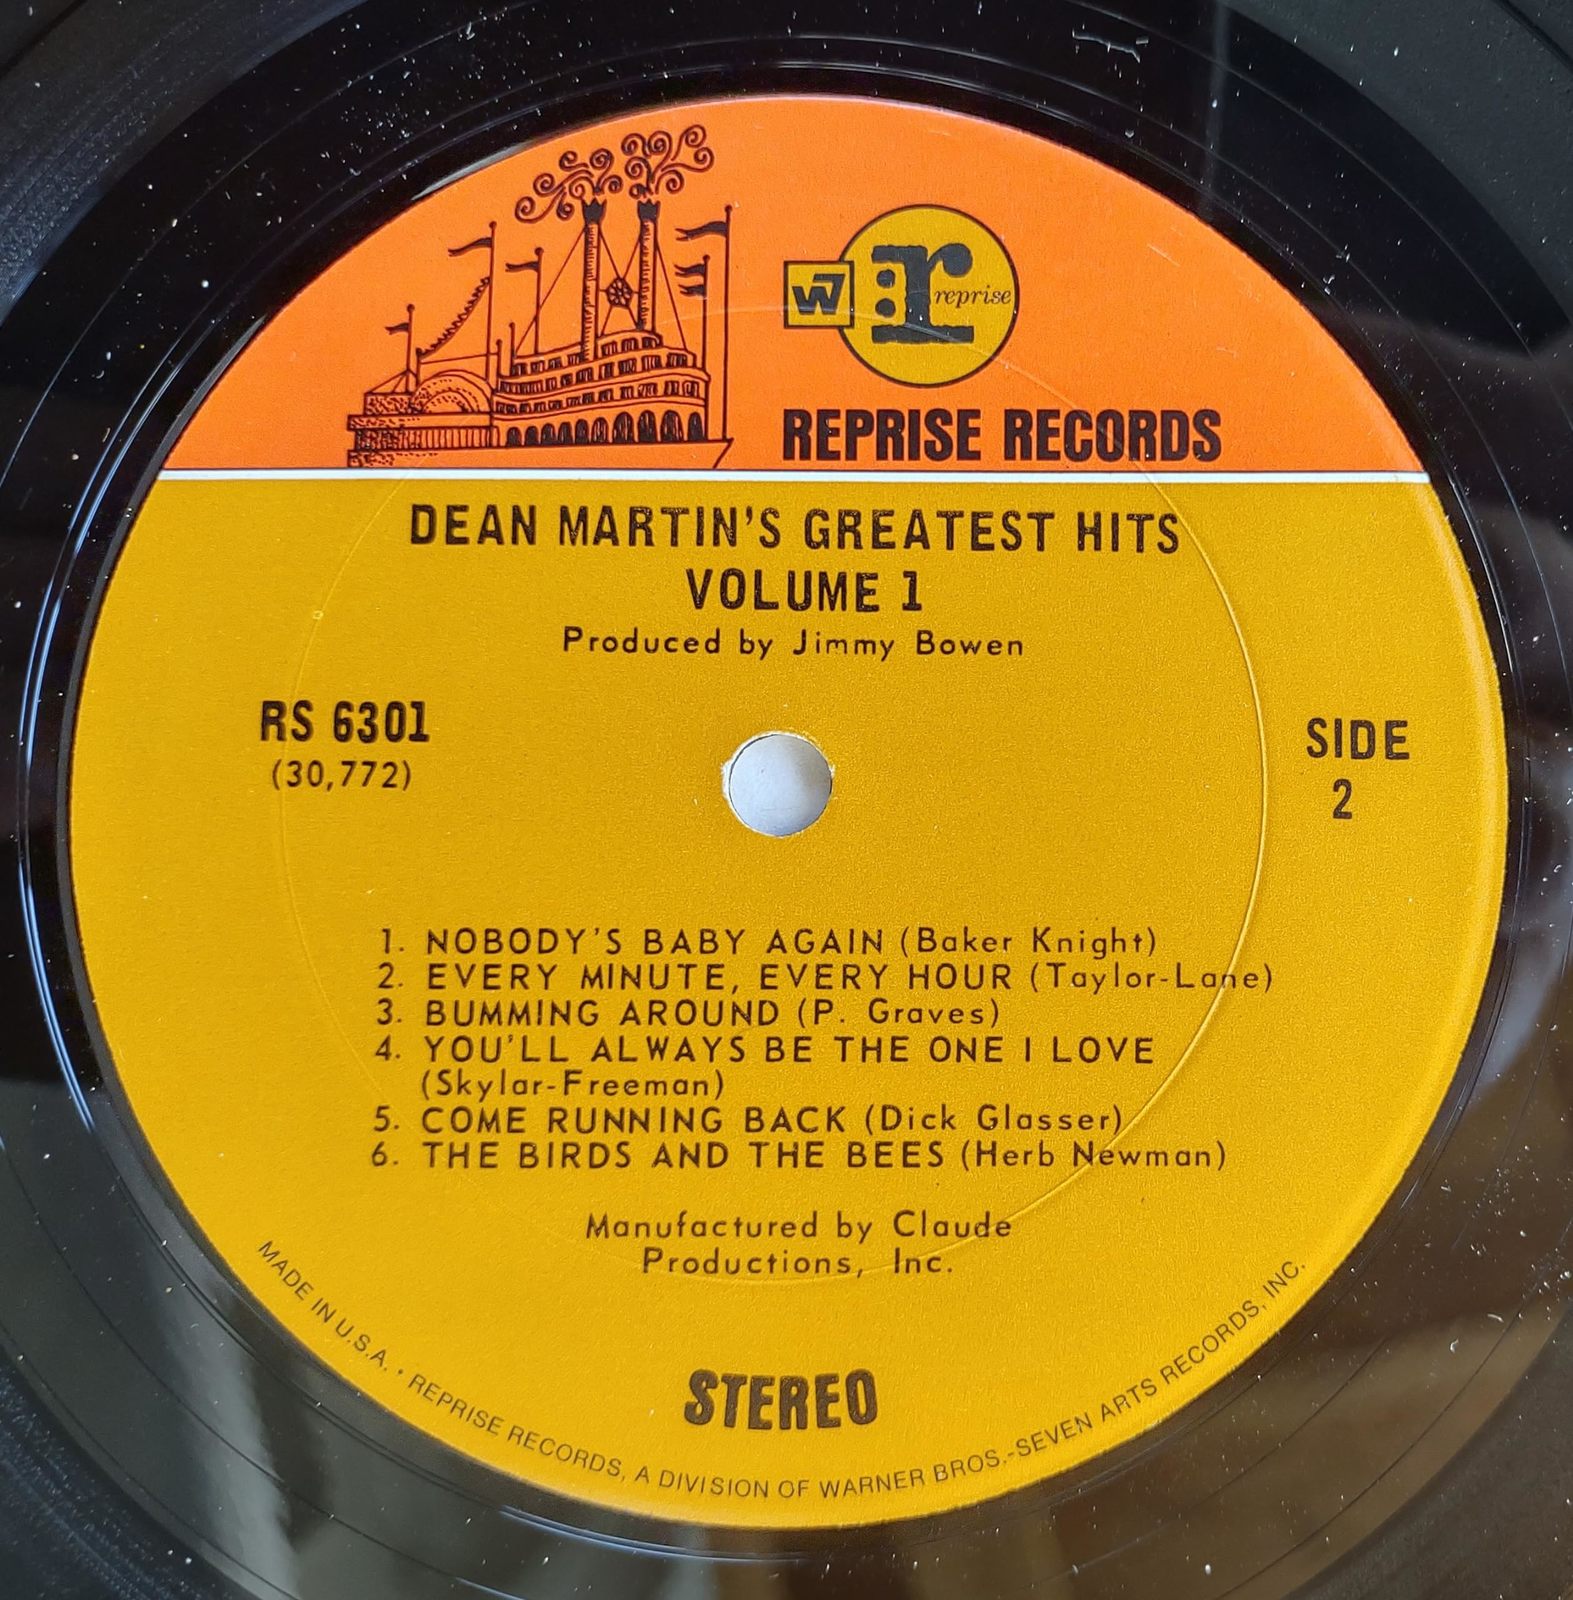 W7
r: reprise
REPRISE RECORDS
DEAN MARTIN'S GREATEST HITS
VOLUME 1
Produced by Jimmy Bowen
RS 6301
(30,772)
SIDE
2
1. NOBODY'S BABY AGAIN (Baker Knight)
2. EVERY MINUTE, EVERY HOUR (Taylor-Lane)
3. BUMMING AROUND (P. Graves)
4. YOU'LL ALWAYS BE THE ONE I LOVE
(Skylar-Freeman)
5. COME RUNNING BACK (Dick Glasser)
6. THE BIRDS AND THE BEES (Herb Newman)
Manufactured by Claude
Productions, Inc.
STEREO
MADE IN U.S.A. • REPRISE RECORDS, A DIVISION OF WARNER BROS.-SEVEN ARTS RECORDS, INC.